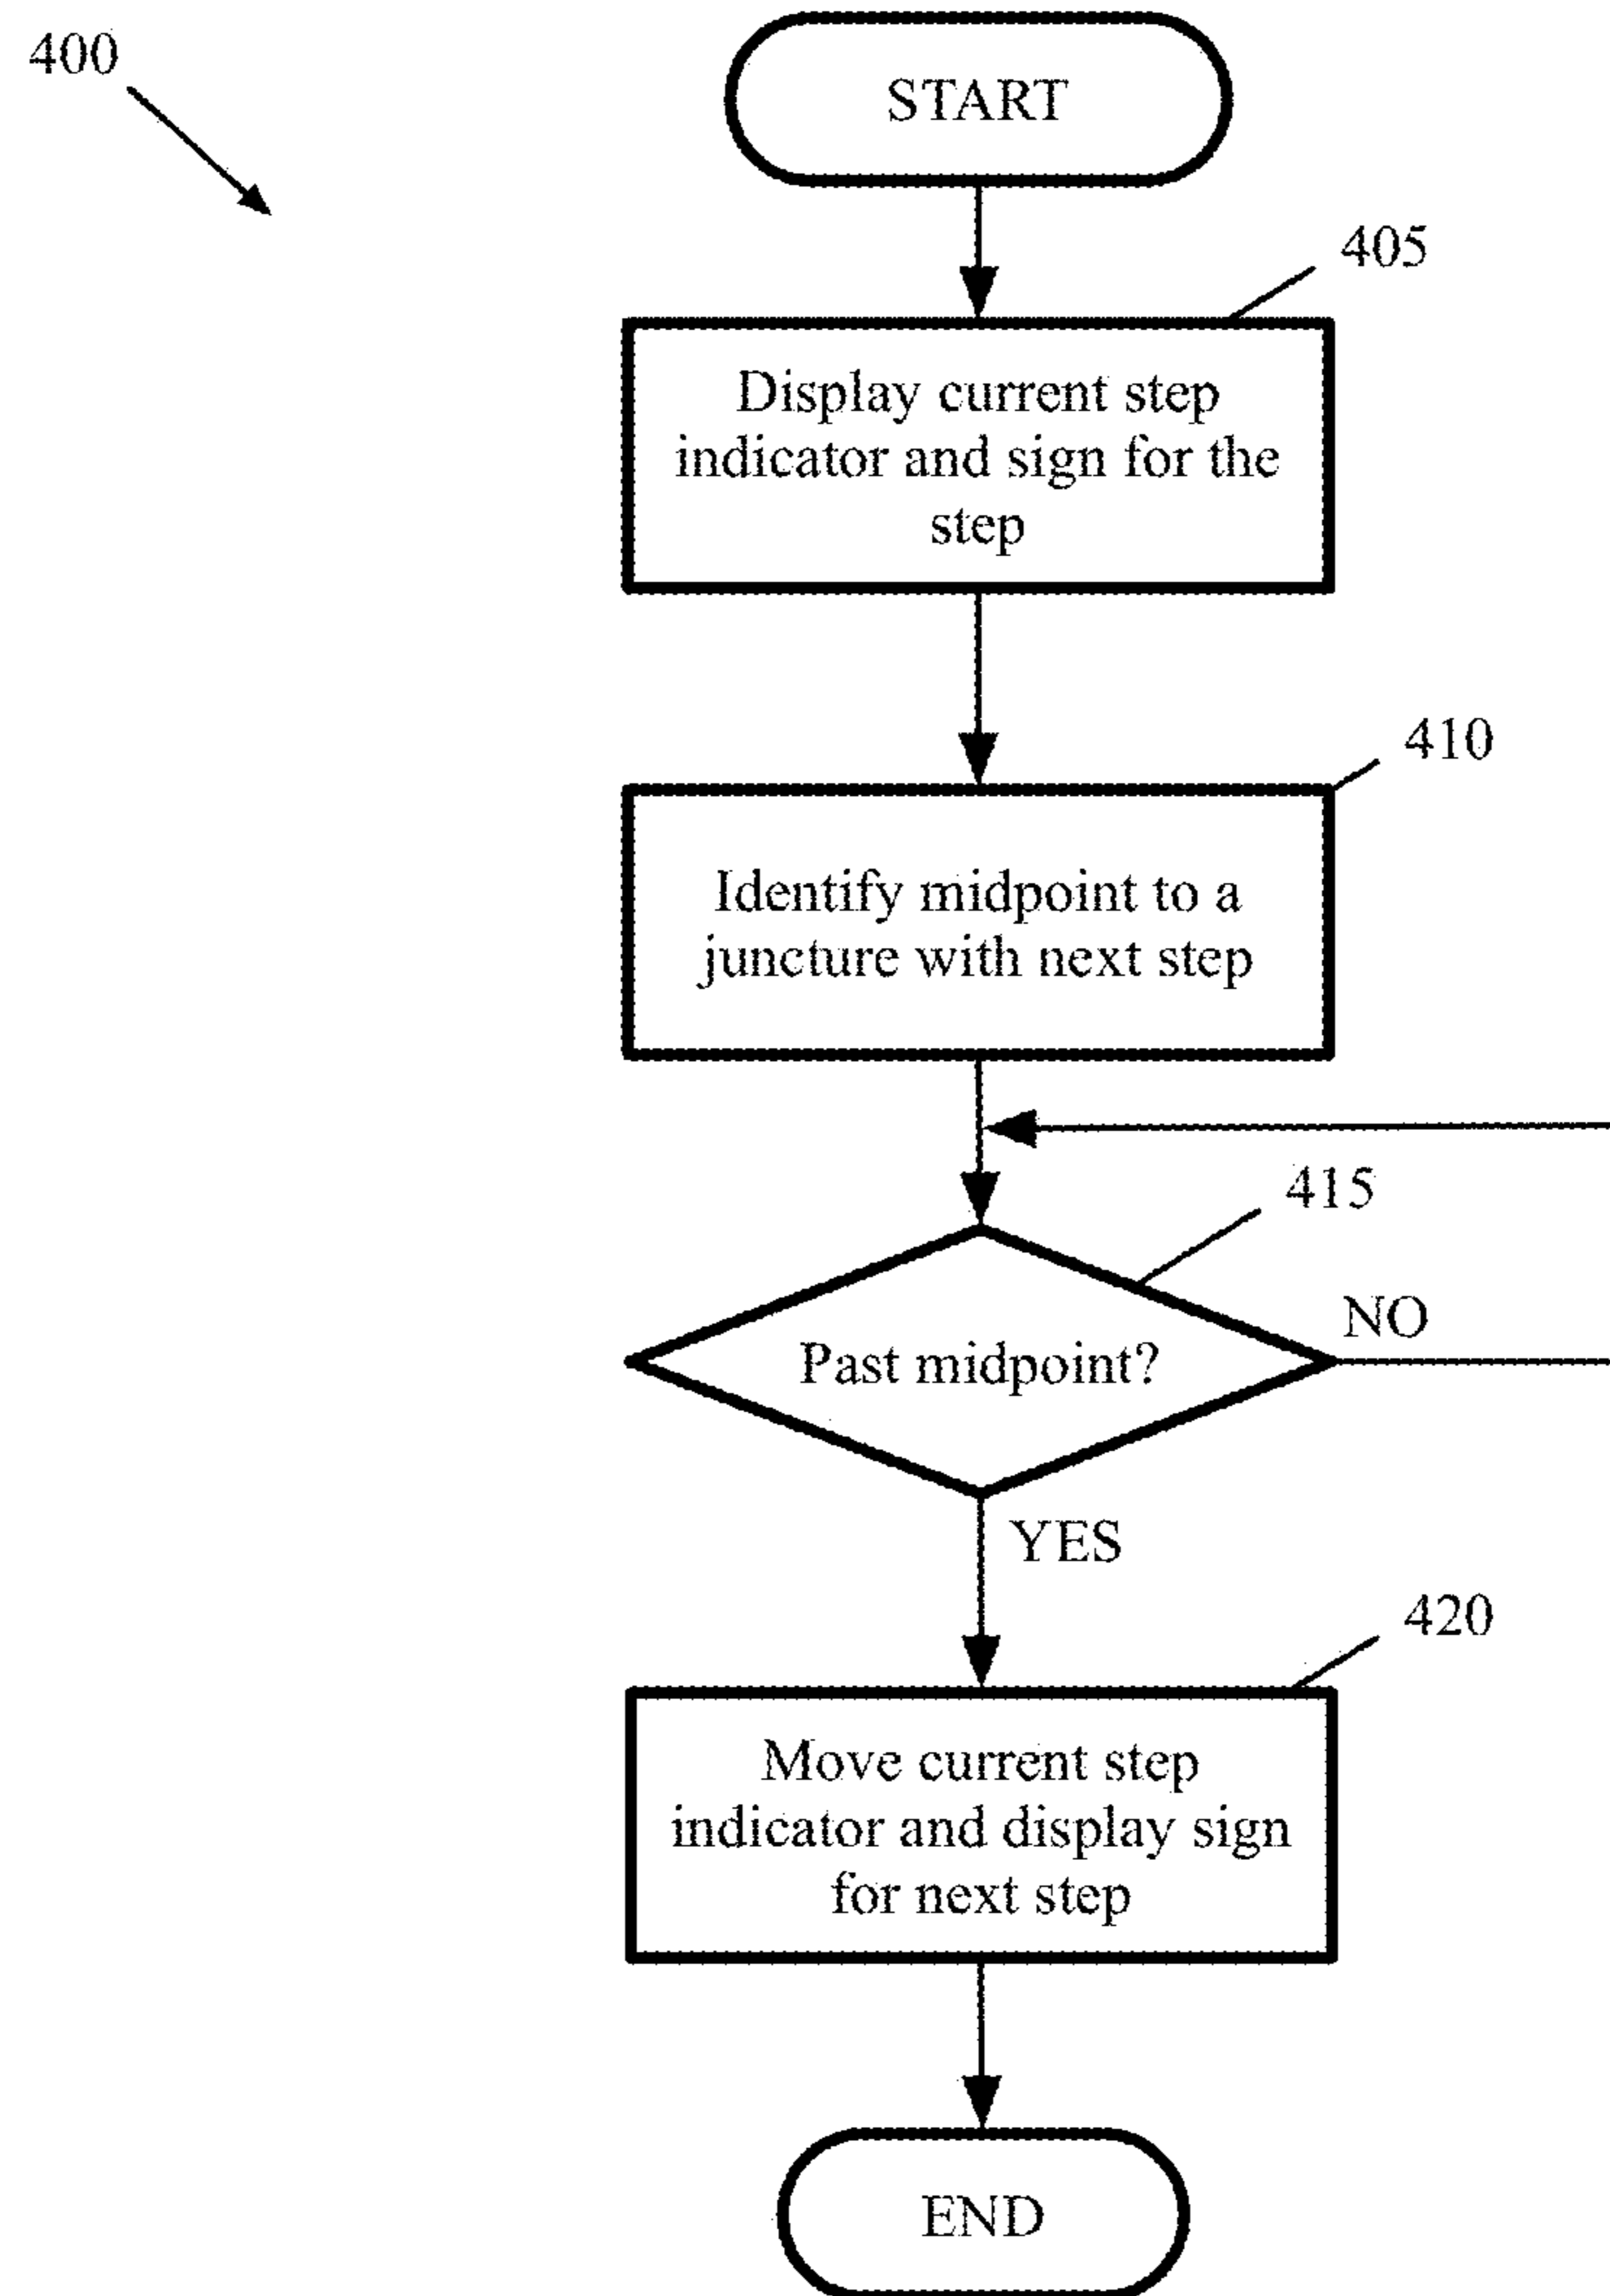 400
START
405
Display current step
indicator and sign for the
step
410
Identify midpoint to a
juncture with next step
415
NO
Past midpoint?
YES
420
Move current step
indicator and display sign
for next step
END